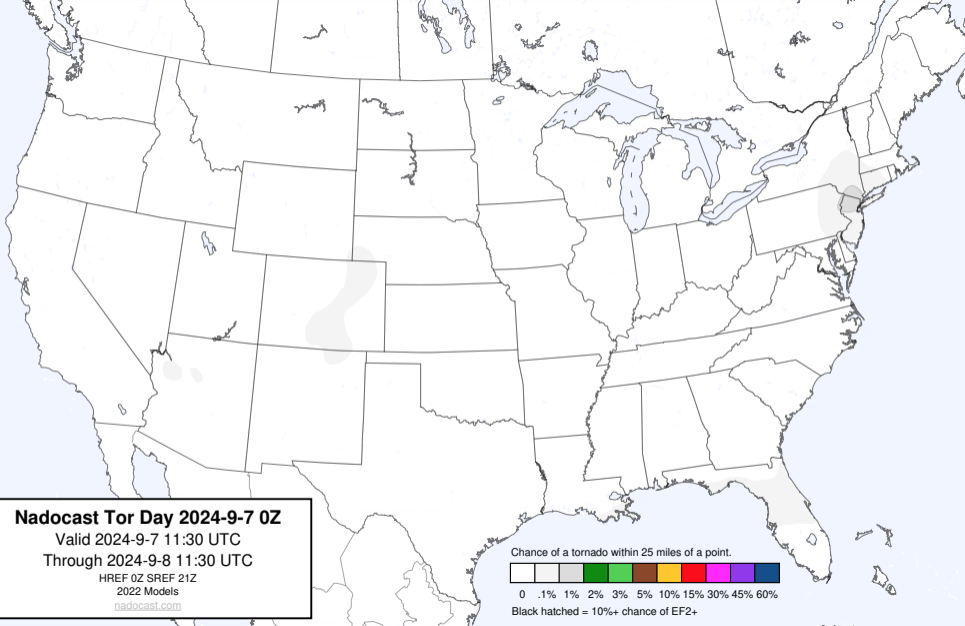 Nadocast Tor Day 2024-9-7 0Z
Valid 2024-9-7 11:30 UTC
Through 2024-9-8 11:30 UTC
HREF 0Z SREF 21Z
2022 Models
nadocast.com
Chance of a tornado within 25 miles of a point.
0 .1% 1% 2% 3% 5% 10% 15% 30% 45% 60%
Black hatched = 10%+ chance of EF2+